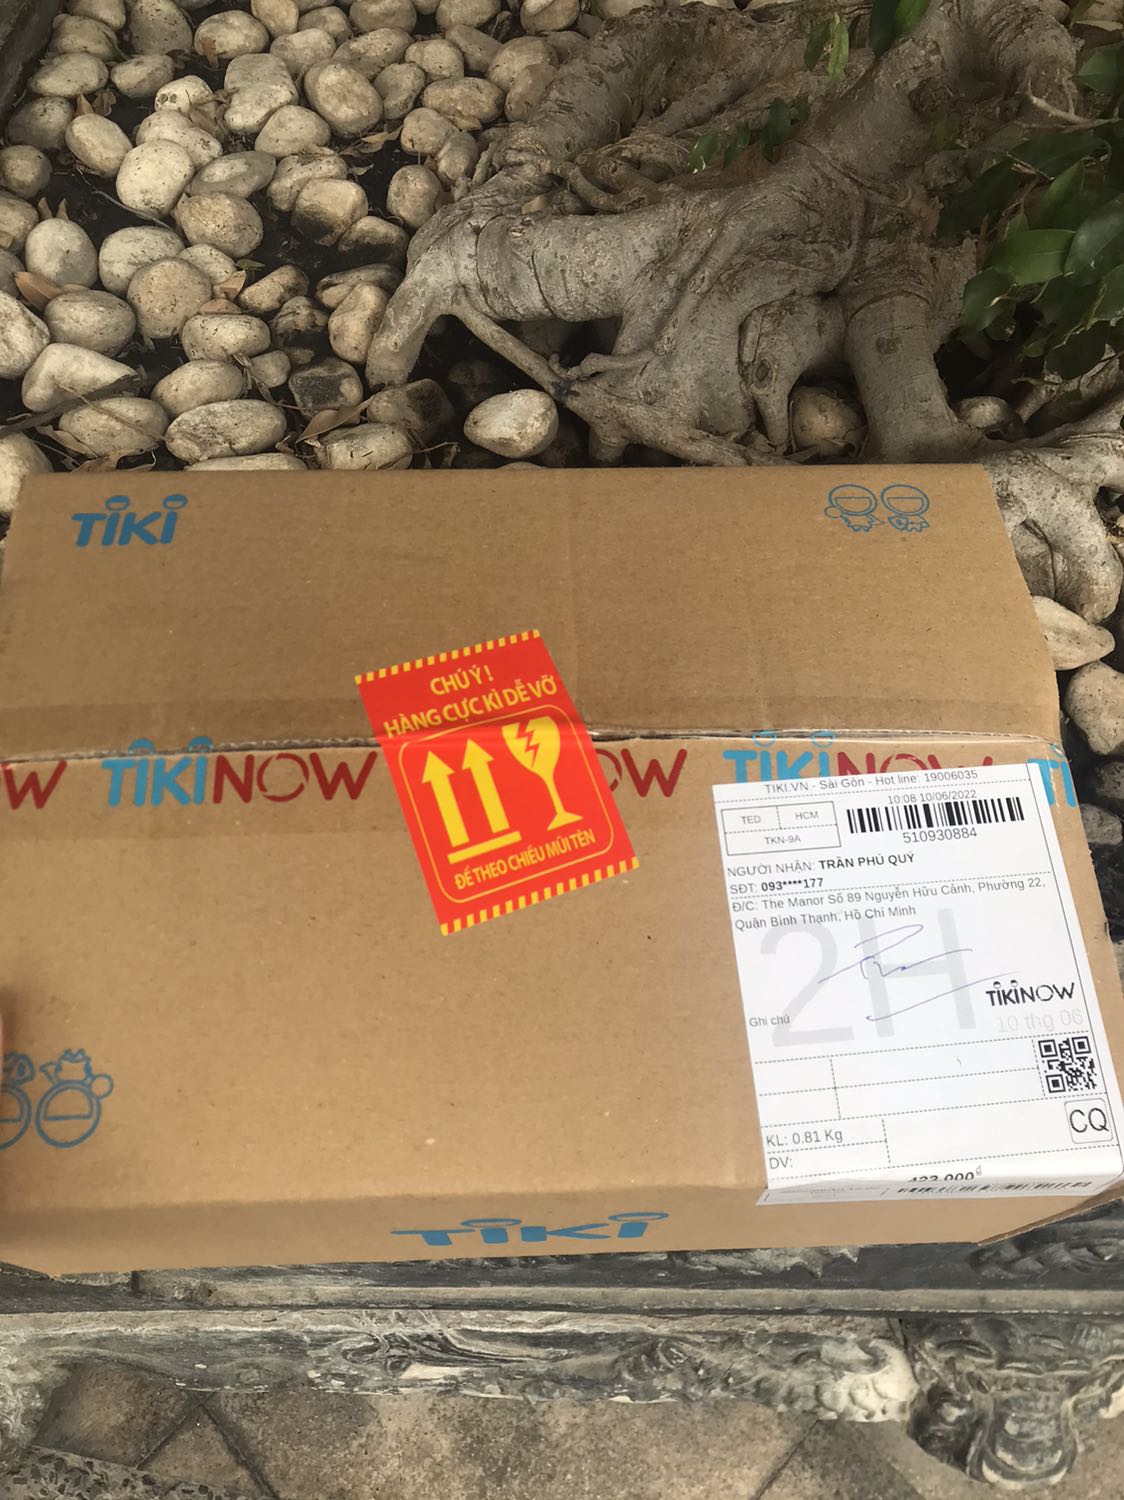 TiKi
CHÚ Ý !
HÀNG CỰC KÌ DỄ VỠ
ĐỂ THEO CHIỀU MŨI TÊN
OW TiKiNOW OW TiKiNOW Ti
TIKI.VN - Sài Gòn - Hot line: 19006035
10:08 10/06/2022
TED HCM
TKN-9A
510930884
NGƯỜI NHẬN: TRẦN PHÚ QUÝ
SĐT: 093****177
Đ/C: The Manor Số 89 Nguyễn Hữu Cảnh, Phường 22,
Quận Bình Thạnh, Hồ Chí Minh
2H
TiKiNOW
Ghi chú
10 thg 06
CQ
KL: 0.81 Kg
DV:
TiKi